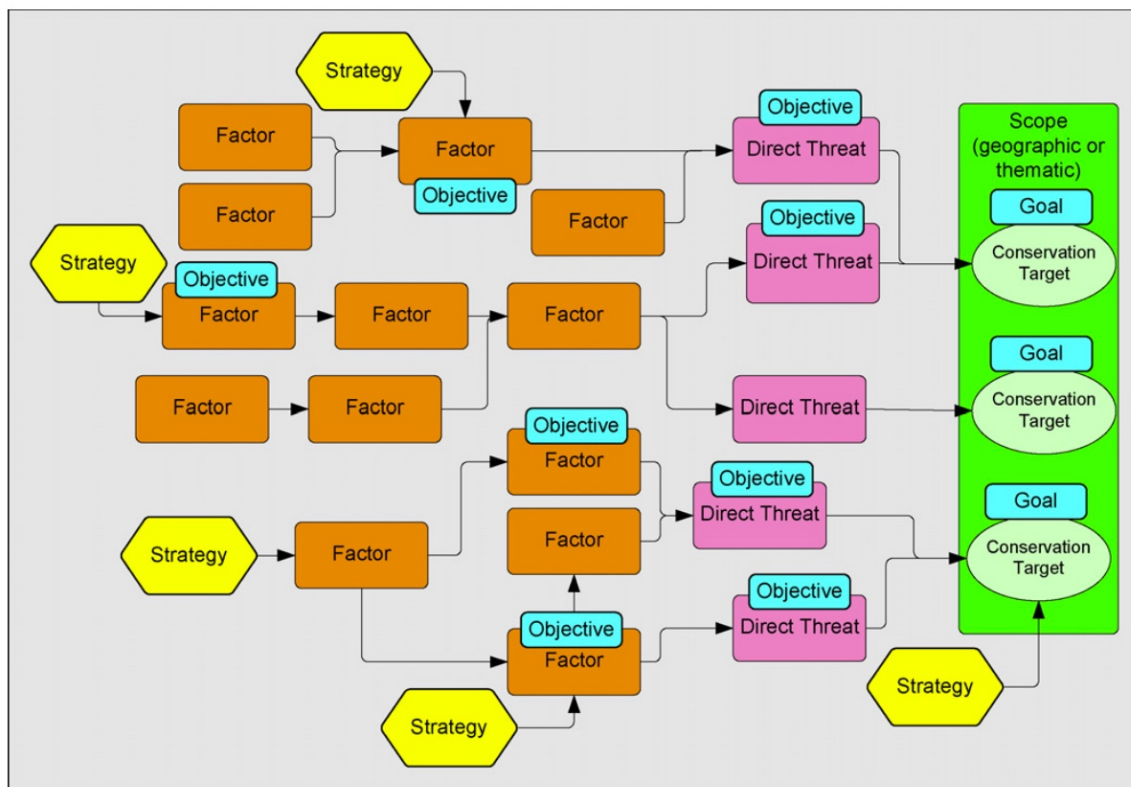 Strategy
Factor
Factor
Objective
Factor
Factor
Objective
Direct Threat
Strategy
Objective
Factor
Factor
Factor
Objective
Direct Threat
Factor
Factor
Direct Threat
Strategy
Factor
Objective
Factor
Factor
Objective
Factor
Strategy
Objective
Direct Threat
Objective
Direct Threat
Scope
(geographic or
thematic)
Goal
Conservation
Target
Goal
Conservation
Target
Goal
Conservation
Target
Strategy